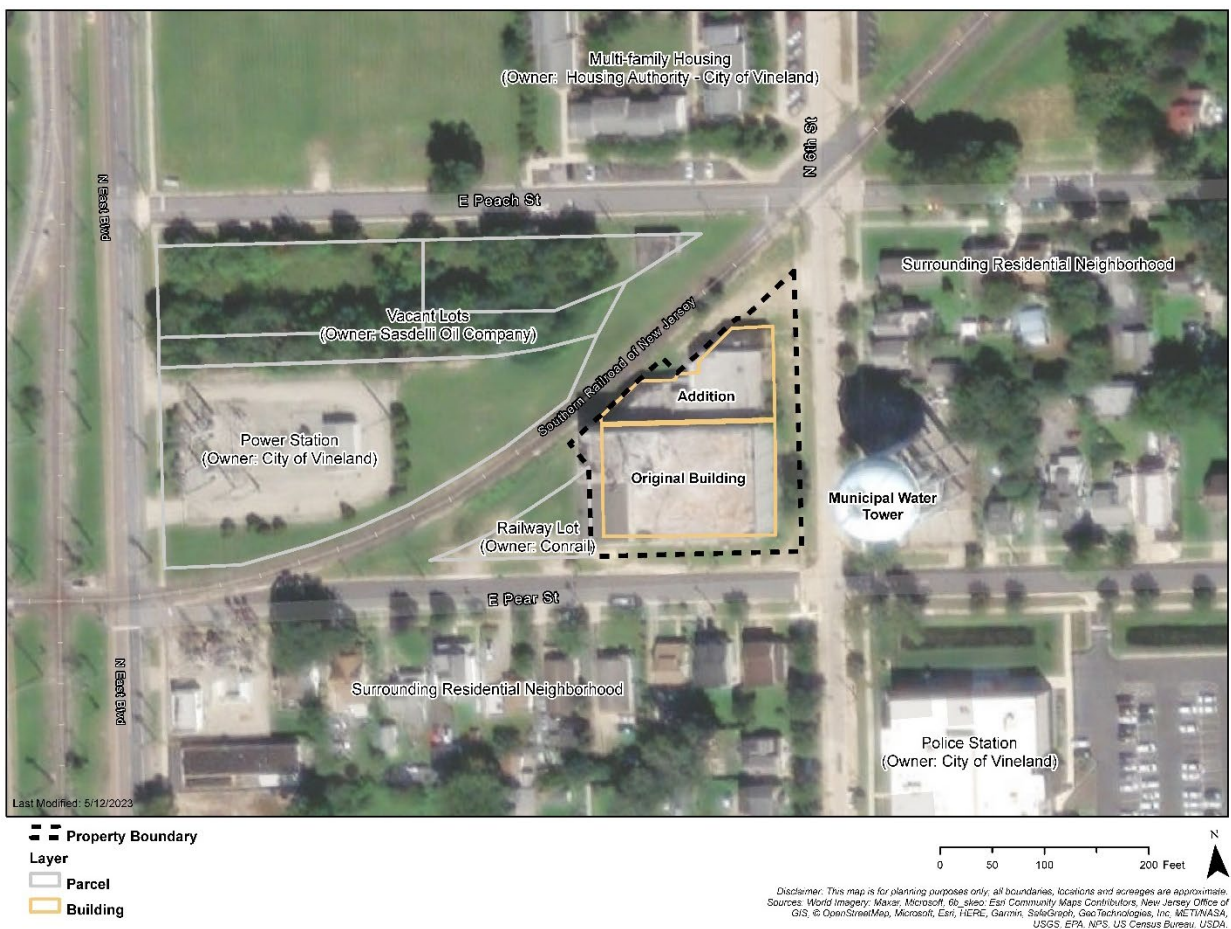 Multi-family Housing
(Owner: Housing Authority - City of Vineland)
N 6th St
N East Blvd
E Peach St
Surrounding Residential Neighborhood
Vacant Lots
(Owner: Sasdelli Oil Company)
Southern Railroad of New Jersey
Addition
Power Station
(Owner: City of Vineland)
Original Building
Municipal Water
Tower
Railway Lot
(Owner: Conrail)
E Pear St
N East Blvd
Surrounding Residential Neighborhood
Police Station
(Owner: City of Vineland)
Last Modified: 5/12/2023
Property Boundary
Layer
Parcel
Building
0 50 100 200 Feet
N
Disclaimer: This map is for planning purposes only; all boundaries, locations and acreages are approximate.
Sources: World Imagery: Maxar, Microsoft, 6b_skeo: Esri Community Maps Contributors, New Jersey Office of
GIS, © OpenStreetMap, Microsoft, Esri, HERE, Garmin, SafeGraph, GeoTechnologies, Inc, METI/NASA,
USGS, EPA, NPS, US Census Bureau, USDA.